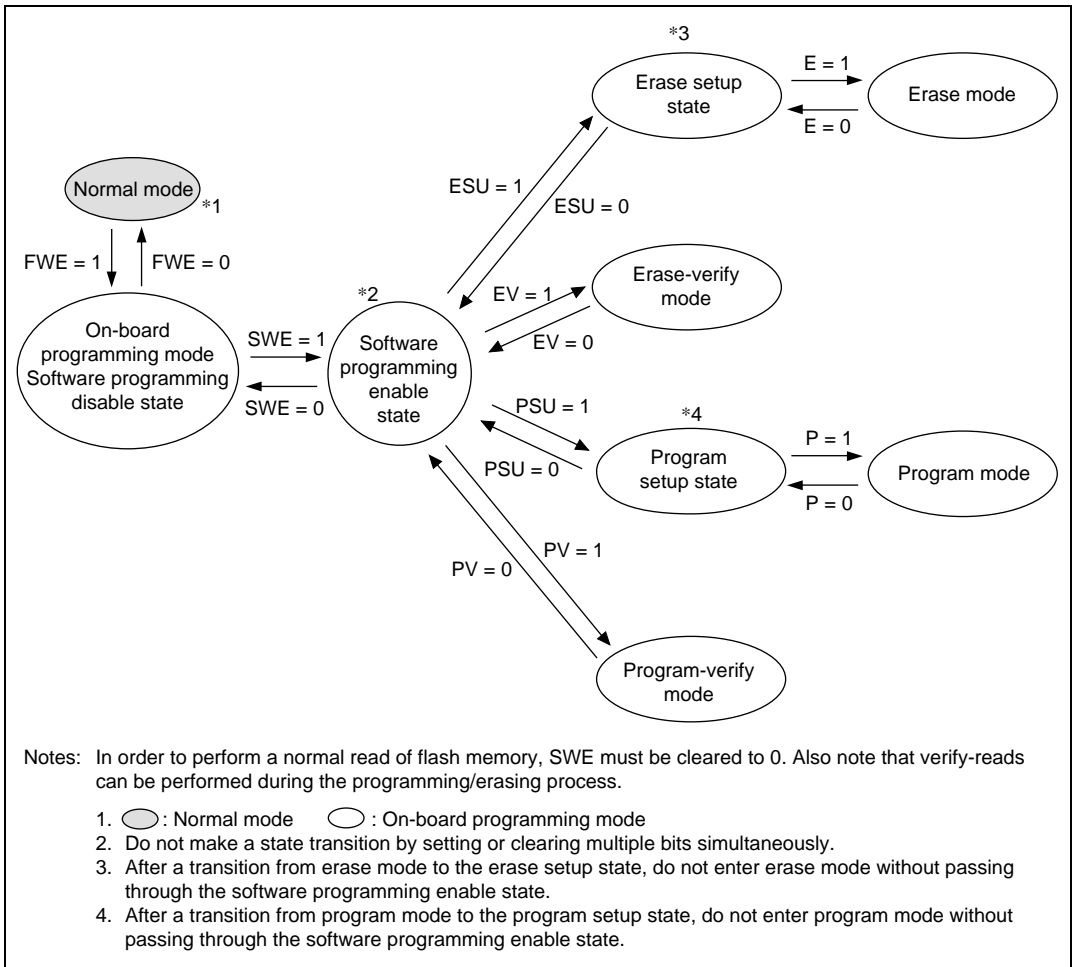 *3
Erase setup
state
E = 1
E = 0
Erase mode
Normal mode
*1
ESU = 1
ESU = 0
FWE = 1
FWE = 0
Erase-verify
mode
*2
EV = 1
EV = 0
On-board
programming mode
Software programming
disable state
SWE = 1
SWE = 0
Software
programming
enable
state
PSU = 1
PSU = 0
*4
Program
setup state
P = 1
P = 0
Program mode
PV = 1
PV = 0
Program-verify
mode
Notes: In order to perform a normal read of flash memory, SWE must be cleared to 0. Also note that verify-reads
can be performed during the programming/erasing process.
1. : Normal mode : On-board programming mode
2. Do not make a state transition by setting or clearing multiple bits simultaneously.
3. After a transition from erase mode to the erase setup state, do not enter erase mode without passing
through the software programming enable state.
4. After a transition from program mode to the program setup state, do not enter program mode without
passing through the software programming enable state.